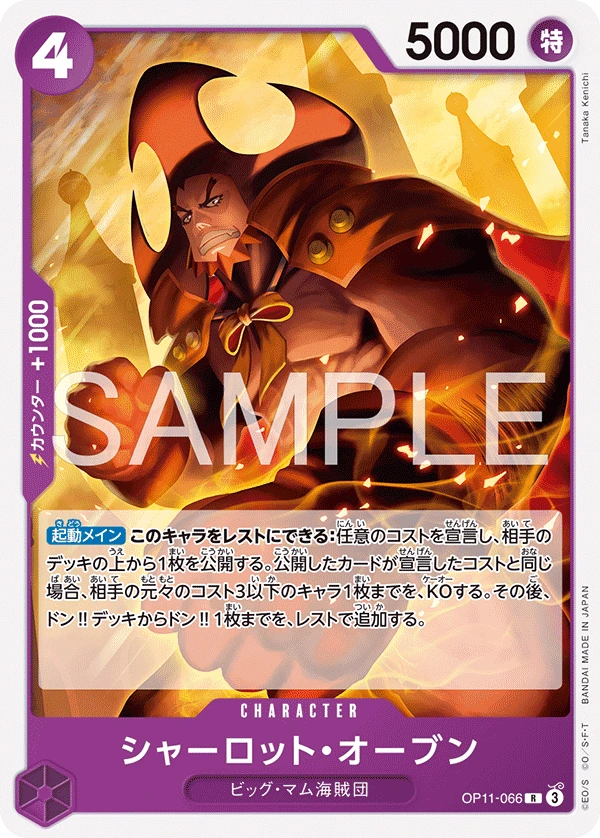 4
5000 特
Tanaka Kenichi
カウンター +1000
SAMPLE
起動メイン このキャラをレストにできる:任意のコストを宣言し、相手の
デッキの上から1枚を公開する。公開したカードが宣言したコストと同じ
場合、相手の元々のコスト3以下のキャラ1枚までを、KOする。その後、
ドン!!デッキからドン!!1枚までを、レストで追加する。
CHARACTER
シャーロット・オーブン
ビッグ・マム海賊団
OP11-066 R 3
©E.O/S ©O/S・F・T BANDAI MADE IN JAPAN